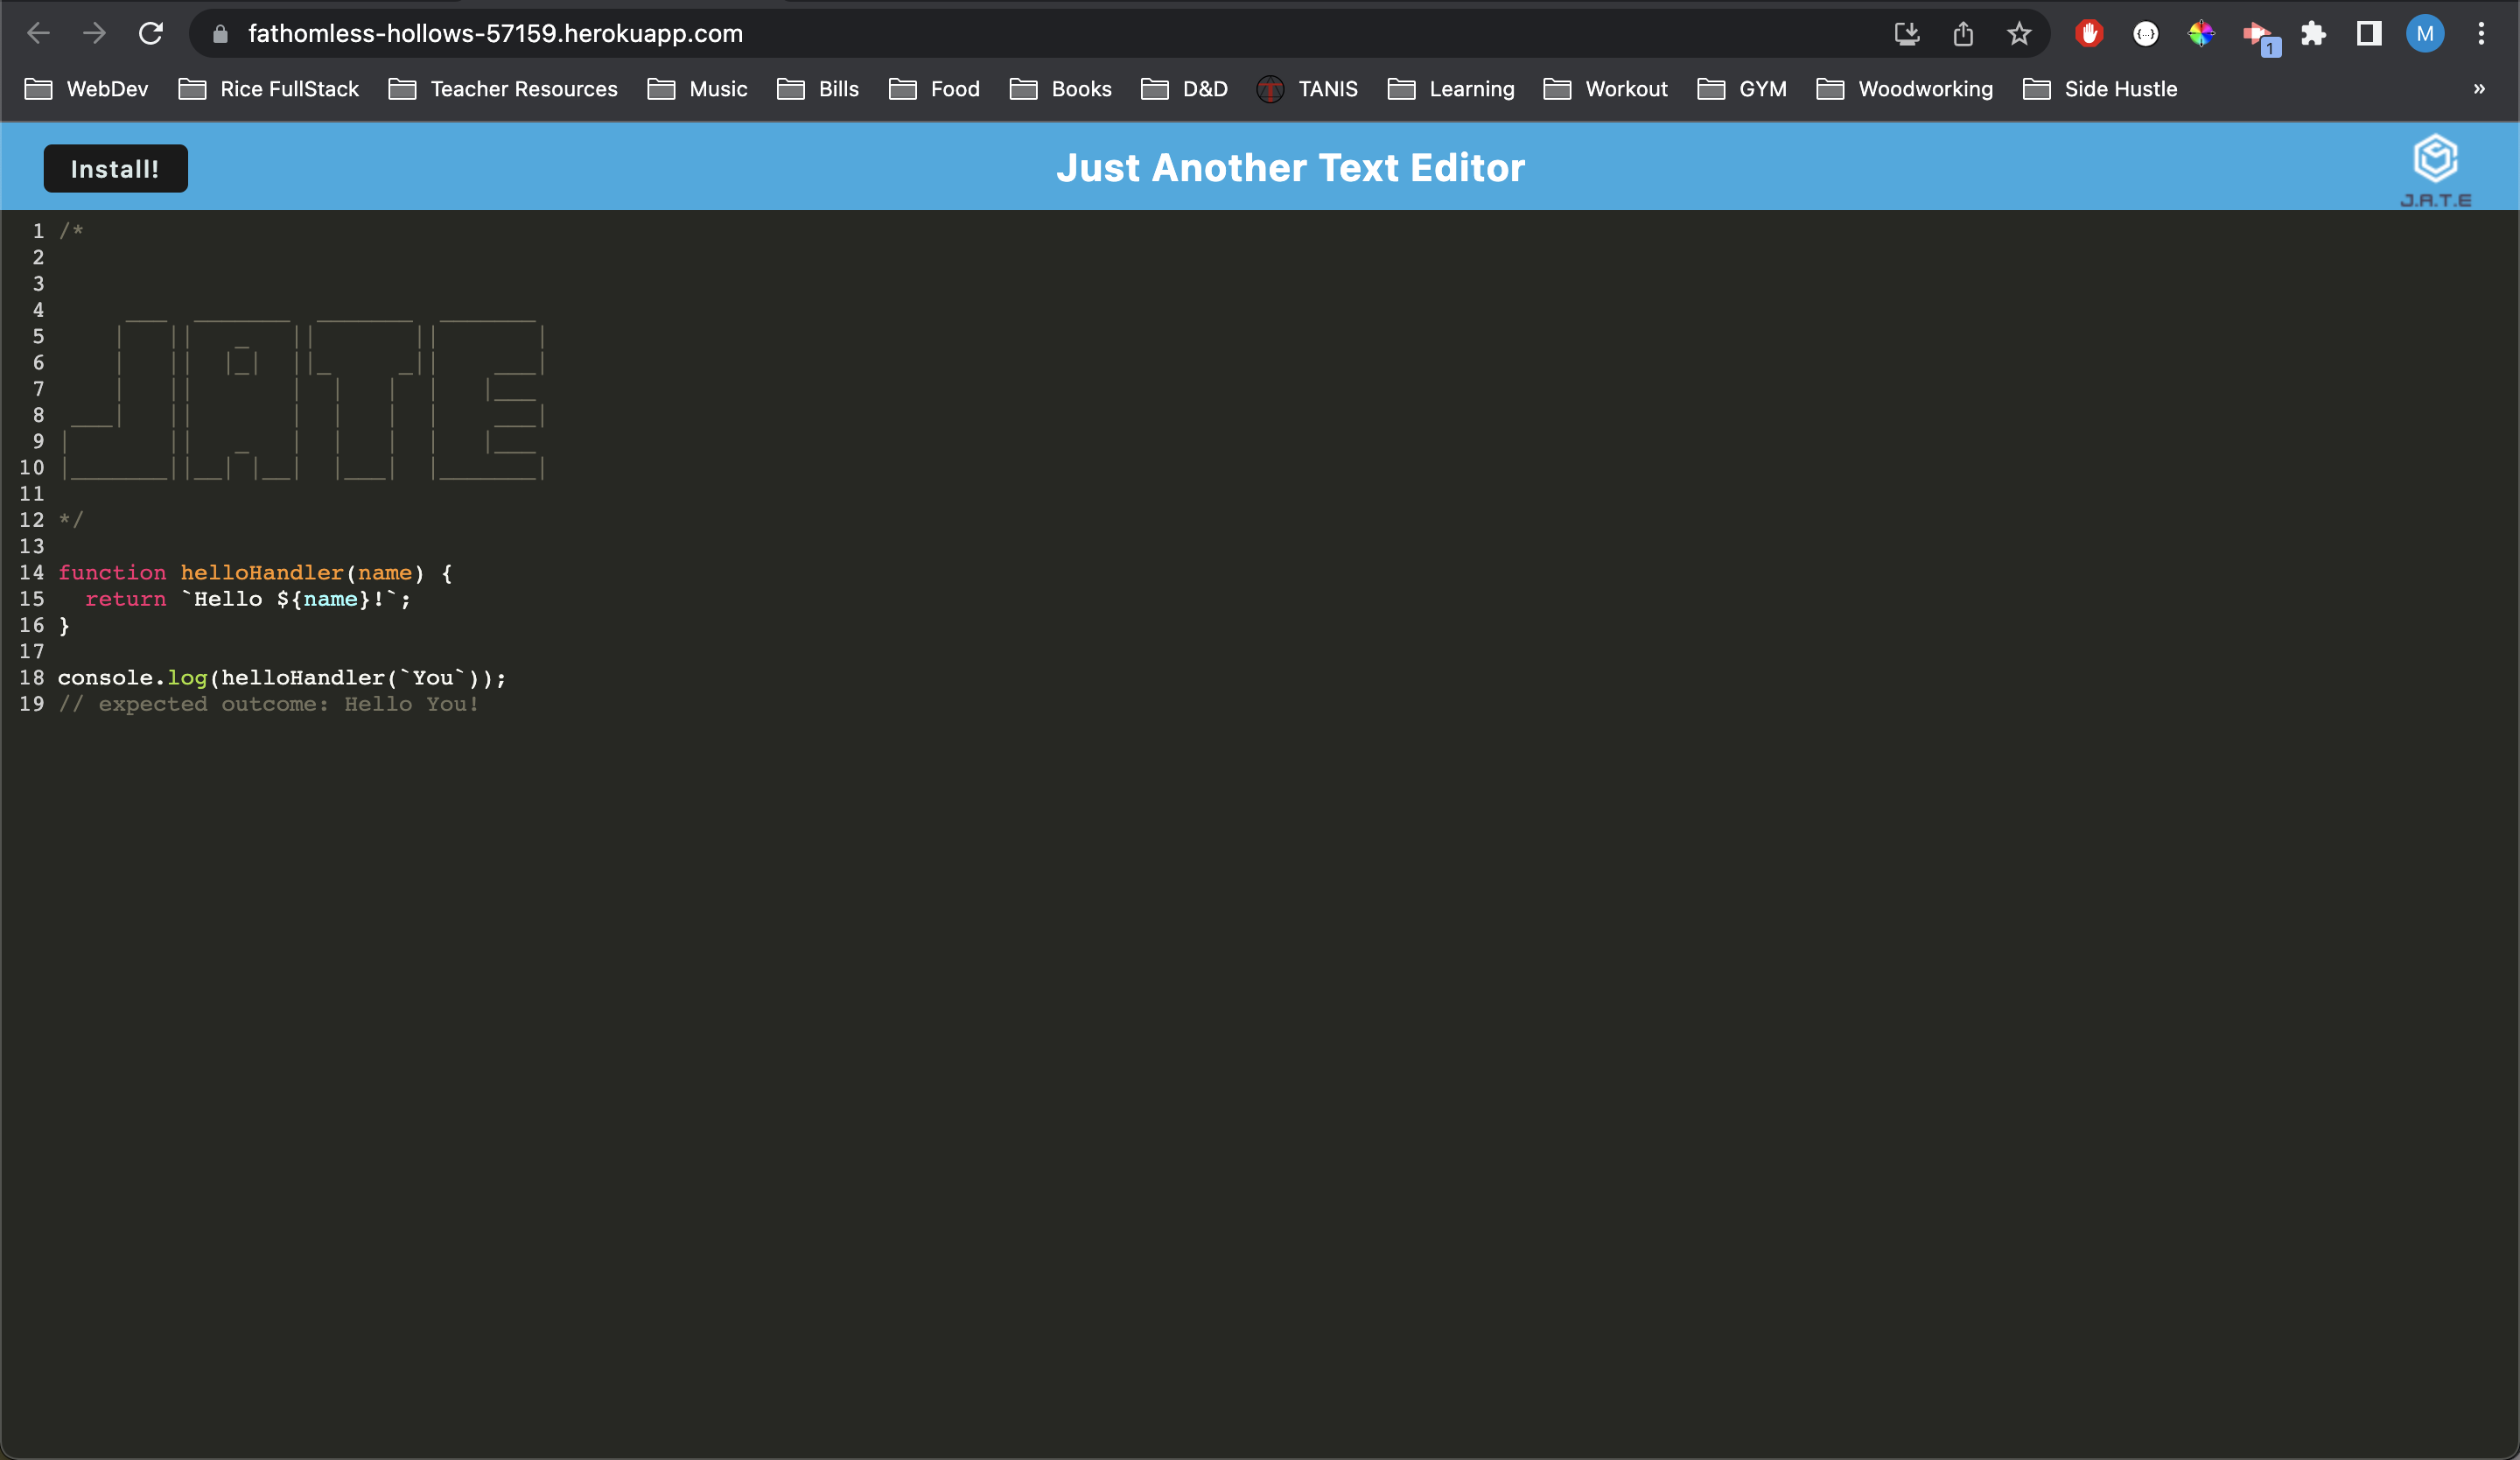 fathomless-hollows-57159.herokuapp.com
1
M
WebDev Rice FullStack Teacher Resources Music Bills Food Books D&D TANIS Learning Workout GYM Woodworking Side Hustle »
Install! Just Another Text Editor J.A.T.E
1 /*
2
3
4
5
6
7
8
9
10
11
12 */
13
14 function helloHandler(name) {
15   return `Hello ${name}!`;
16 }
17
18 console.log(helloHandler(`You`));
19 // expected outcome: Hello You!